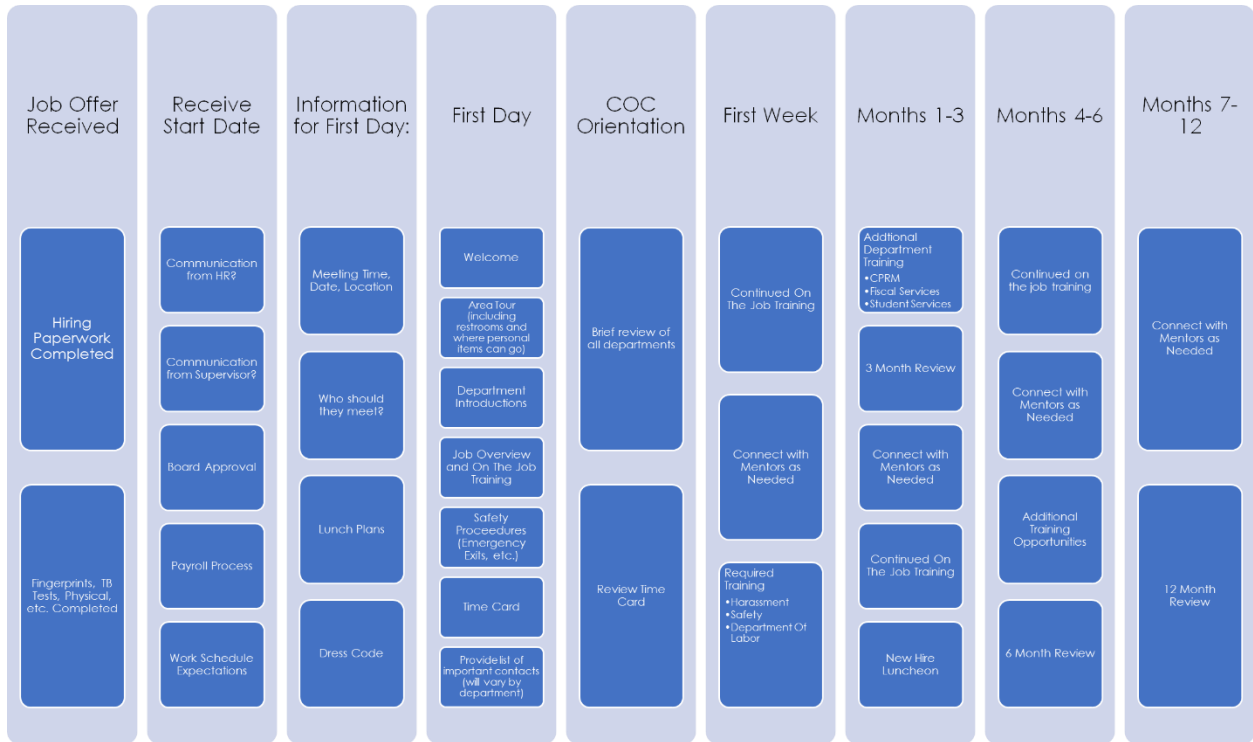 Job Offer
Received
Hiring
Paperwork
Completed
Fingerprints, TB
Tests, Physical,
etc. Completed
Receive
Start Date
Communication
from HR?
Communication
from Supervisor?
Board Approval
Payroll Process
Work Schedule
Expectations
Information
for First Day:
Meeting Time,
Date, Location
Who should
they meet?
Lunch Plans
Dress Code
First Day
Welcome
Area Tour
(including
restrooms and
where personal
items can go)
Department
Introductions
Job Overview
and On The Job
Training
Safety
Proceedures
(Emergency
Exits, etc.)
Time Card
Provide list of
important contacts
(will vary by
department)
COC
Orientation
Brief review of
all departments
Review Time
Card
First Week
Continued On
The Job Training
Connect with
Mentors as
Needed
Required
Training
•Harassment
•Safety
•Department Of
Labor
Months 1-3
Addtional
Department
Training
•CPRM
•Fiscal Services
•Student Services
3 Month Review
Connect with
Mentors as
Needed
Continued On
The Job Training
New Hire
Luncheon
Months 4-6
Continued on
the job training
Connect with
Mentors as
Needed
Additional
Training
Opportunities
6 Month Review
Months 7-
12
Connect with
Mentors as
Needed
12 Month
Review